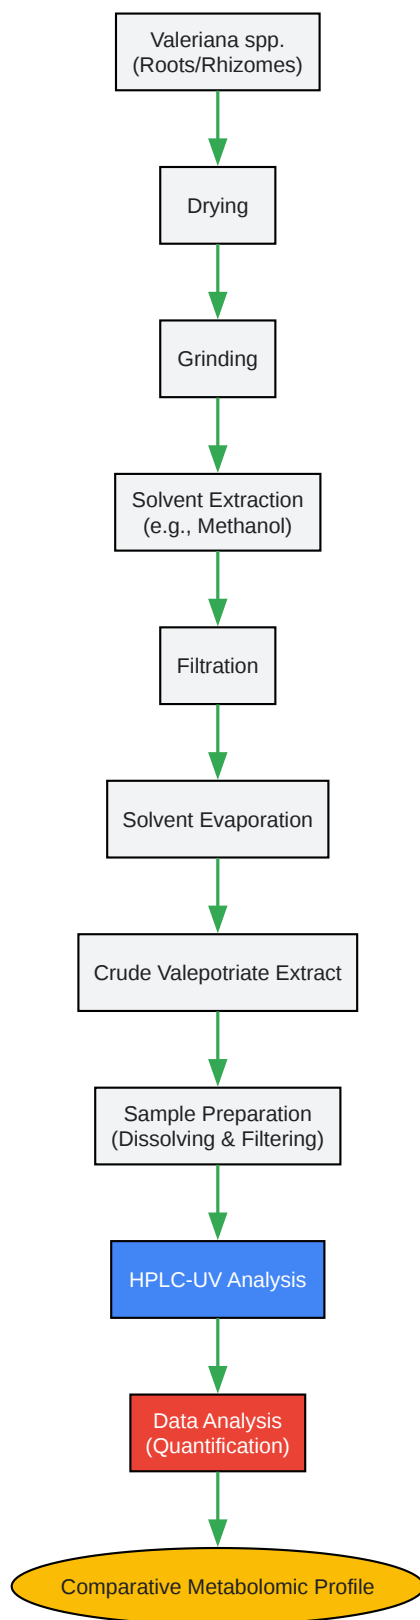 Valeriana spp.
(Roots/Rhizomes)
Drying
Grinding
Solvent Extraction
(e.g., Methanol)
Filtration
Solvent Evaporation
Crude Valepotriate Extract
Sample Preparation
(Dissolving & Filtering)
HPLC-UV Analysis
Data Analysis
(Quantification)
Comparative Metabolomic Profile